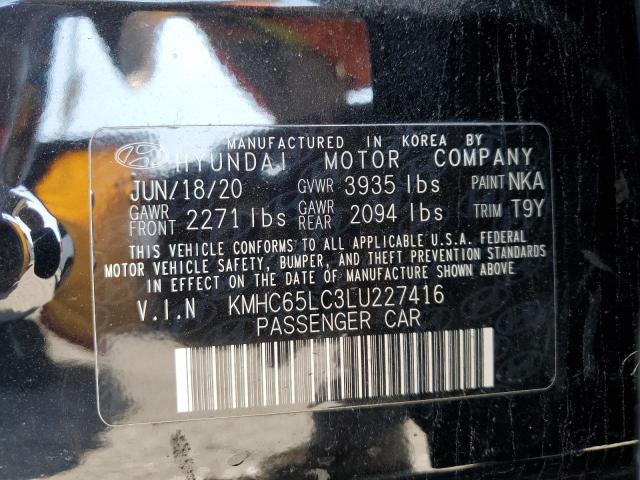 MANUFACTURED IN KOREA BY
HYUNDAI MOTOR COMPANY
JUN/18/20 GVWR 3935 lbs PAINT NKA
GAWR FRONT 2271 lbs GAWR REAR 2094 lbs TRIM T9Y
THIS VEHICLE CONFORMS TO ALL APPLICABLE U.S.A. FEDERAL
MOTOR VEHICLE SAFETY, BUMPER, AND THEFT PREVENTION STANDARDS
IN EFFECT ON THE DATE OF MANUFACTURE SHOWN ABOVE
V.I.N KMHC65LC3LU227416
PASSENGER CAR